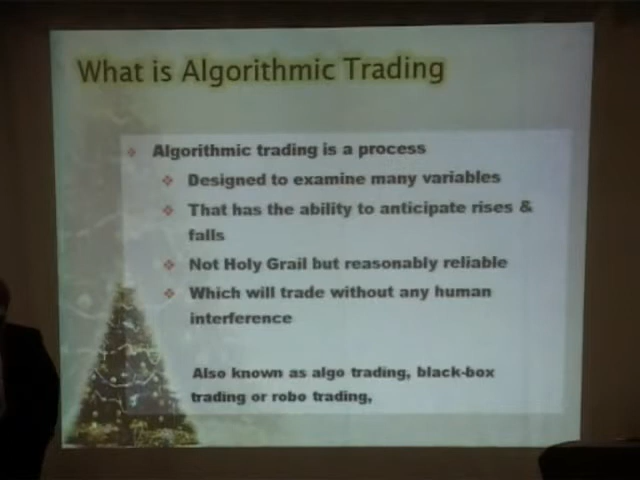 What is Algorithmic Trading
Algorithmic trading is a process
Designed to examine many variables
That has the ability to anticipate rises &
falls
Not Holy Grail but reasonably reliable
Which will trade without any human
interference
Also known as algo trading, black-box
trading or robo trading,